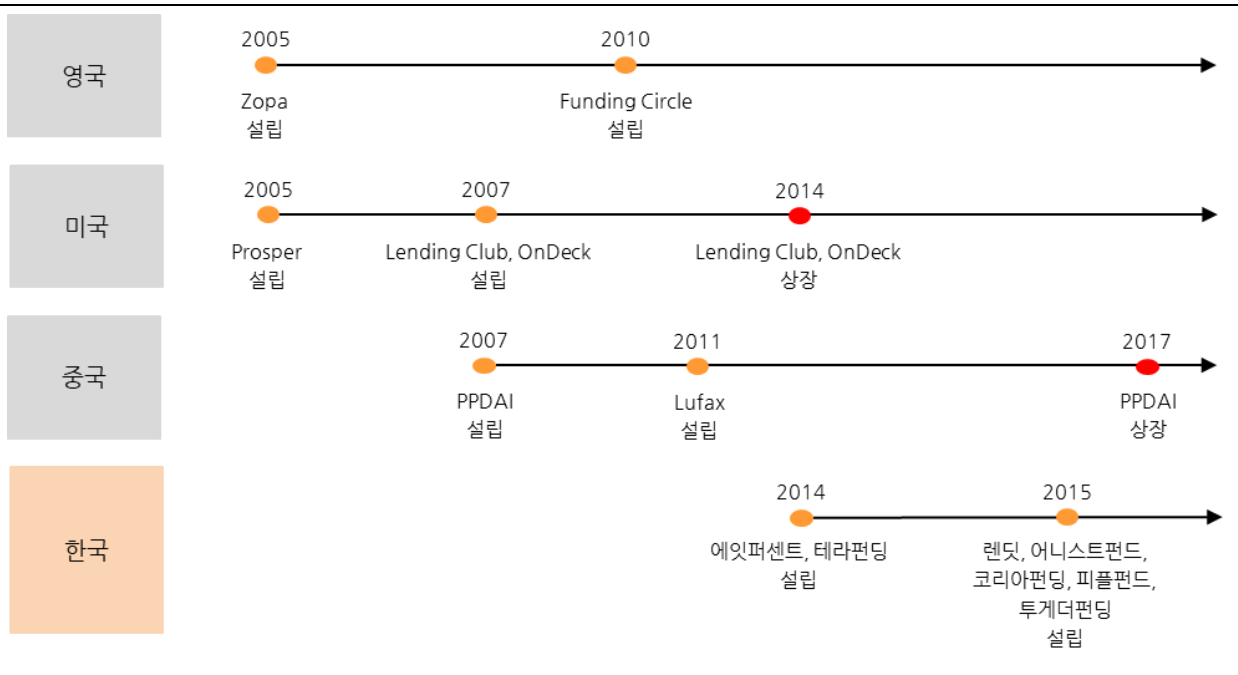 영국
2005
2010
Zopa
설립
Funding Circle
설립
미국
2005
2007
2014
Prosper
설립
Lending Club, OnDeck
설립
Lending Club, OnDeck
상장
중국
2007
2011
2017
PPDAI
설립
Lufax
설립
PPDAI
상장
한국
2014
2015
에잇퍼센트, 테라펀딩
설립
렌딧, 어니스트펀드,
코리아펀딩, 피플펀드,
투게더펀딩
설립